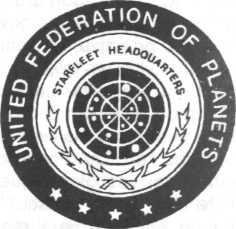 UNITED FEDERATION OF PLANETS
STARFLEET HEADQUARTERS